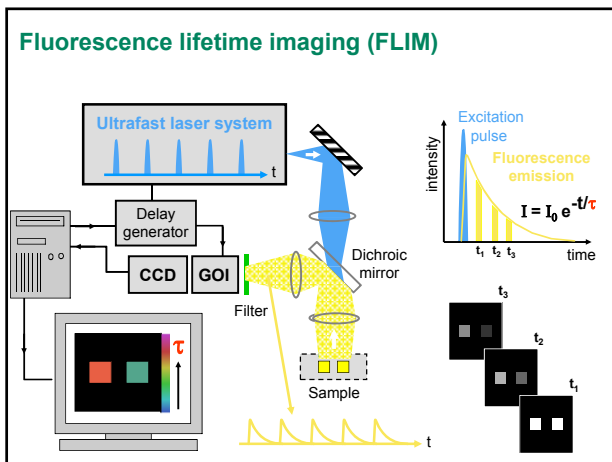 Fluorescence lifetime imaging (FLIM)
Ultrafast laser system
t
Delay
generator
CCD
GOI
Filter
Dichroic
mirror
Sample
τ
t
intensity
Excitation
pulse
Fluorescence
emission
I = I₀ e^-t/τ
t₁ t₂ t₃
time
t₃
t₂
t₁